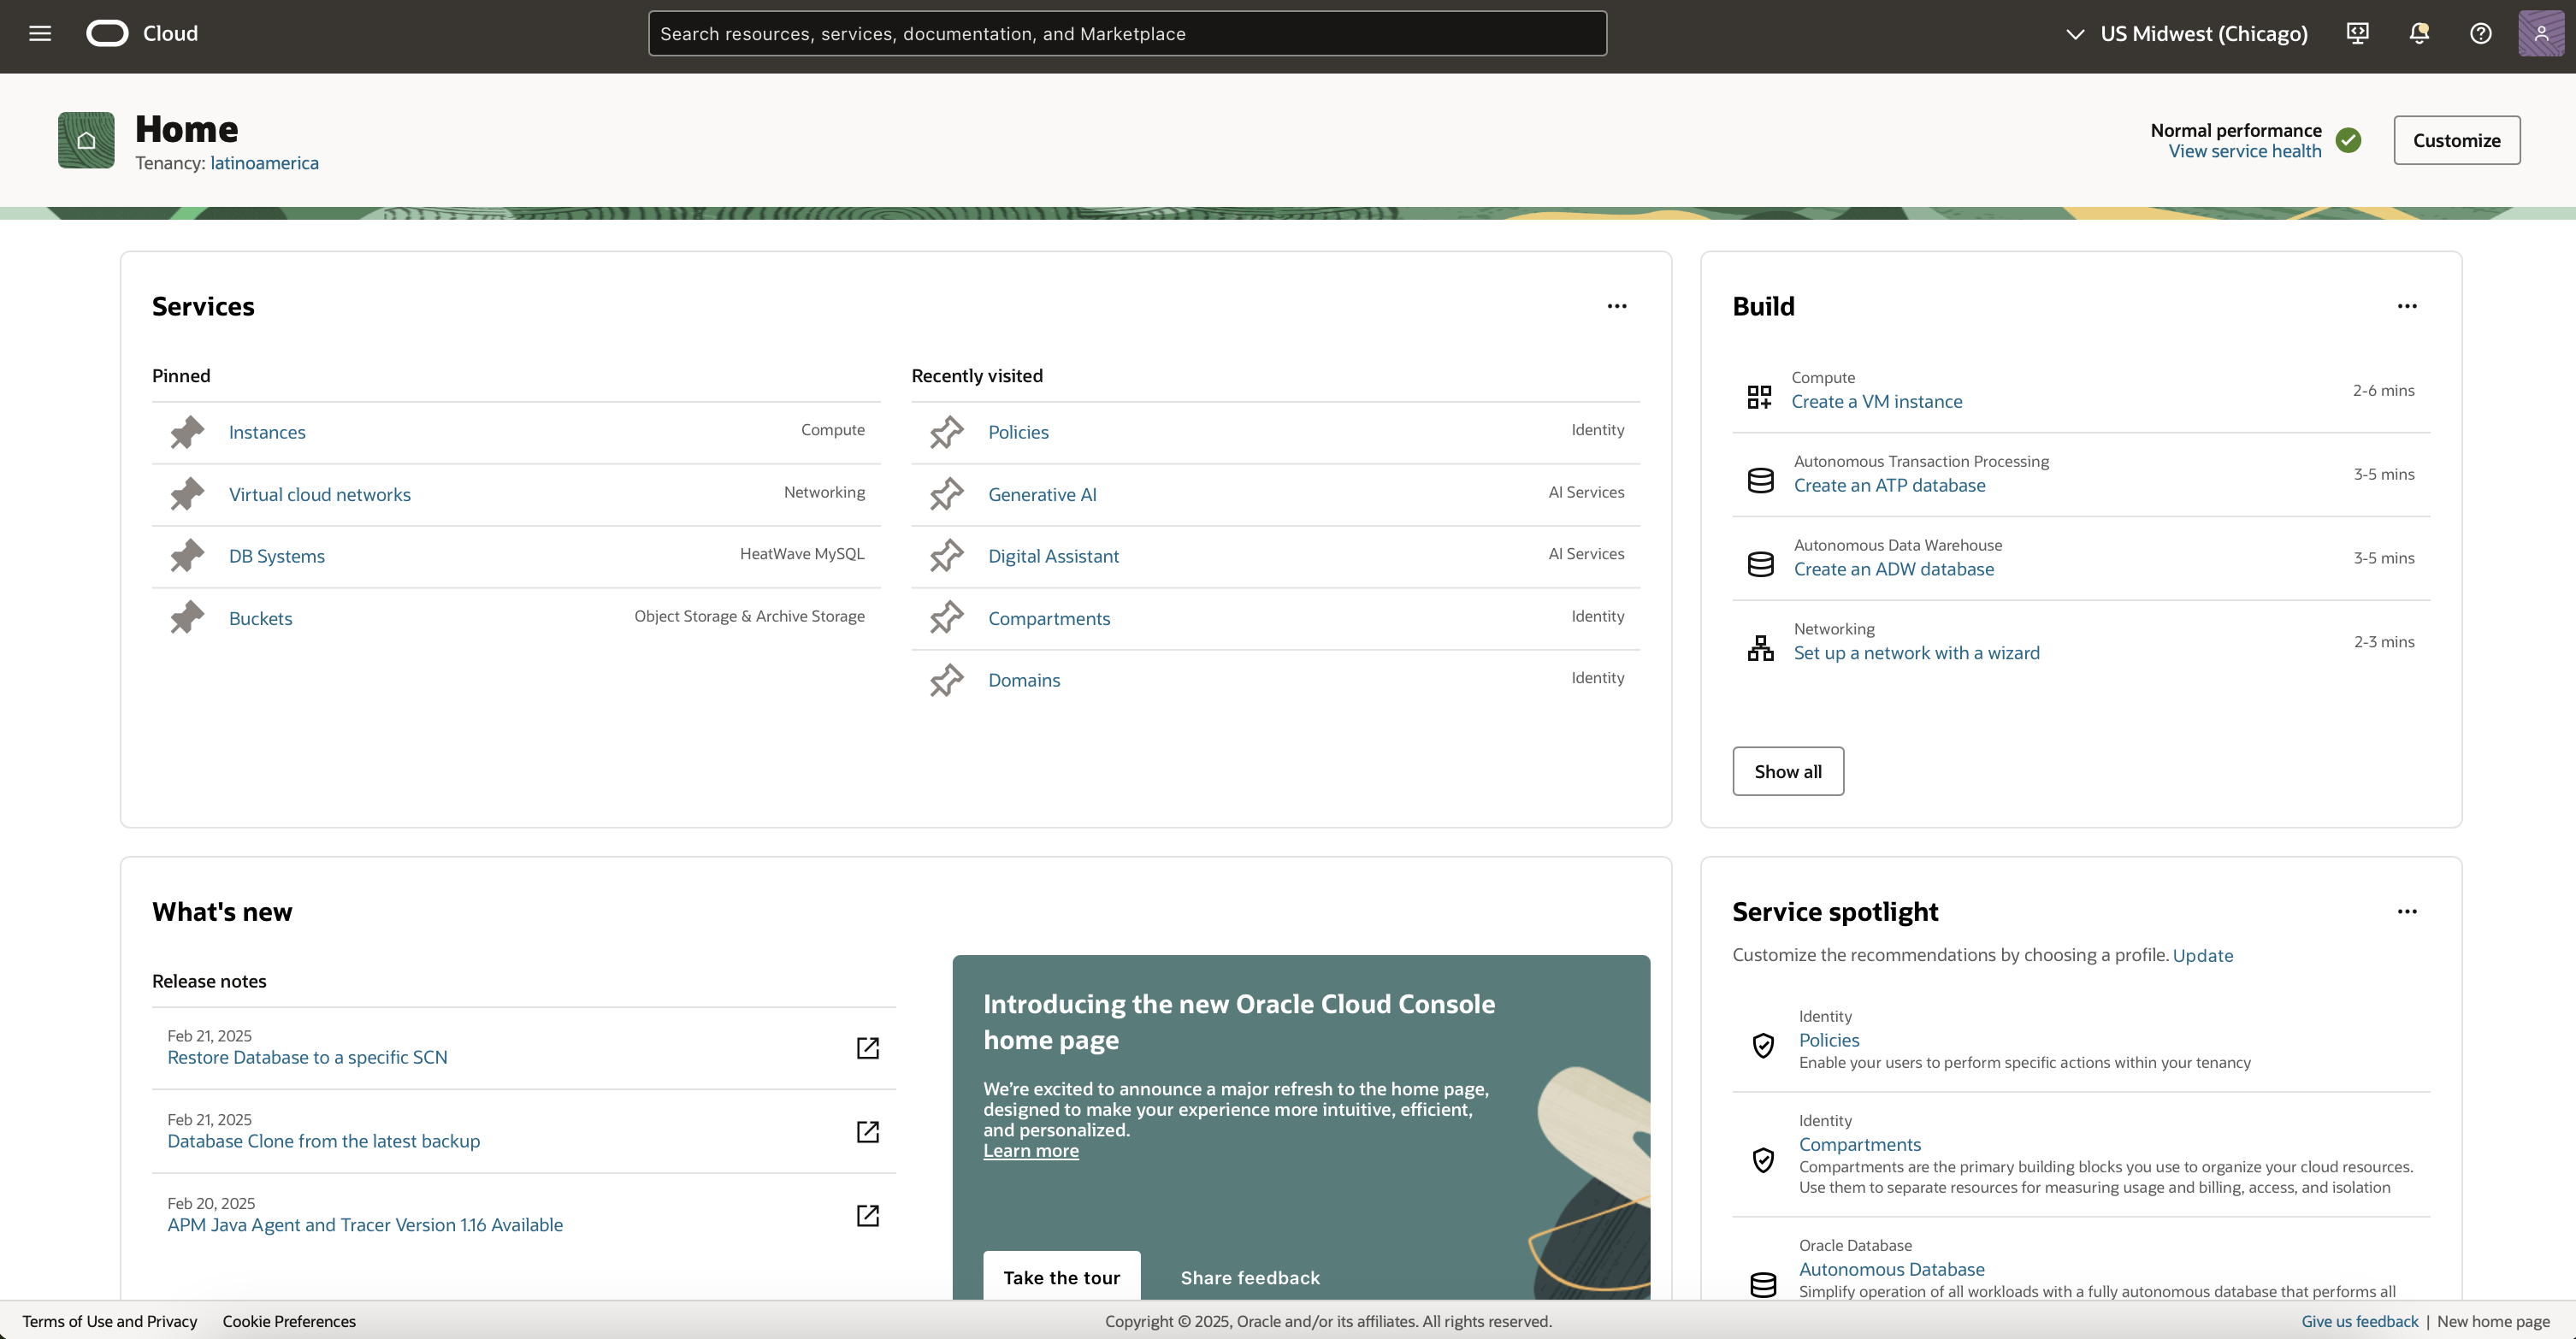 Cloud
Search resources, services, documentation, and Marketplace
US Midwest (Chicago)
Home
Tenancy: latinoamerica
Normal performance
View service health
Customize
Services
Pinned
Instances Compute
Virtual cloud networks Networking
DB Systems HeatWave MySQL
Buckets Object Storage & Archive Storage
Recently visited
Policies Identity
Generative AI AI Services
Digital Assistant AI Services
Compartments Identity
Domains Identity
Build
Compute
Create a VM instance
2-6 mins
Autonomous Transaction Processing
Create an ATP database
3-5 mins
Autonomous Data Warehouse
Create an ADW database
3-5 mins
Networking
Set up a network with a wizard
2-3 mins
Show all
What's new
Release notes
Feb 21, 2025
Restore Database to a specific SCN
Feb 21, 2025
Database Clone from the latest backup
Feb 20, 2025
APM Java Agent and Tracer Version 1.16 Available
Introducing the new Oracle Cloud Console
home page
We’re excited to announce a major refresh to the home page,
designed to make your experience more intuitive, efficient,
and personalized.
Learn more
Take the tour
Share feedback
Service spotlight
Customize the recommendations by choosing a profile. Update
Identity
Policies
Enable your users to perform specific actions within your tenancy
Identity
Compartments
Compartments are the primary building blocks you use to organize your cloud resources.
Use them to separate resources for measuring usage and billing, access, and isolation
Oracle Database
Autonomous Database
Simplify operation of all workloads with a fully autonomous database that performs all
Terms of Use and Privacy
Cookie Preferences
Copyright © 2025, Oracle and/or its affiliates. All rights reserved.
Give us feedback | New home page